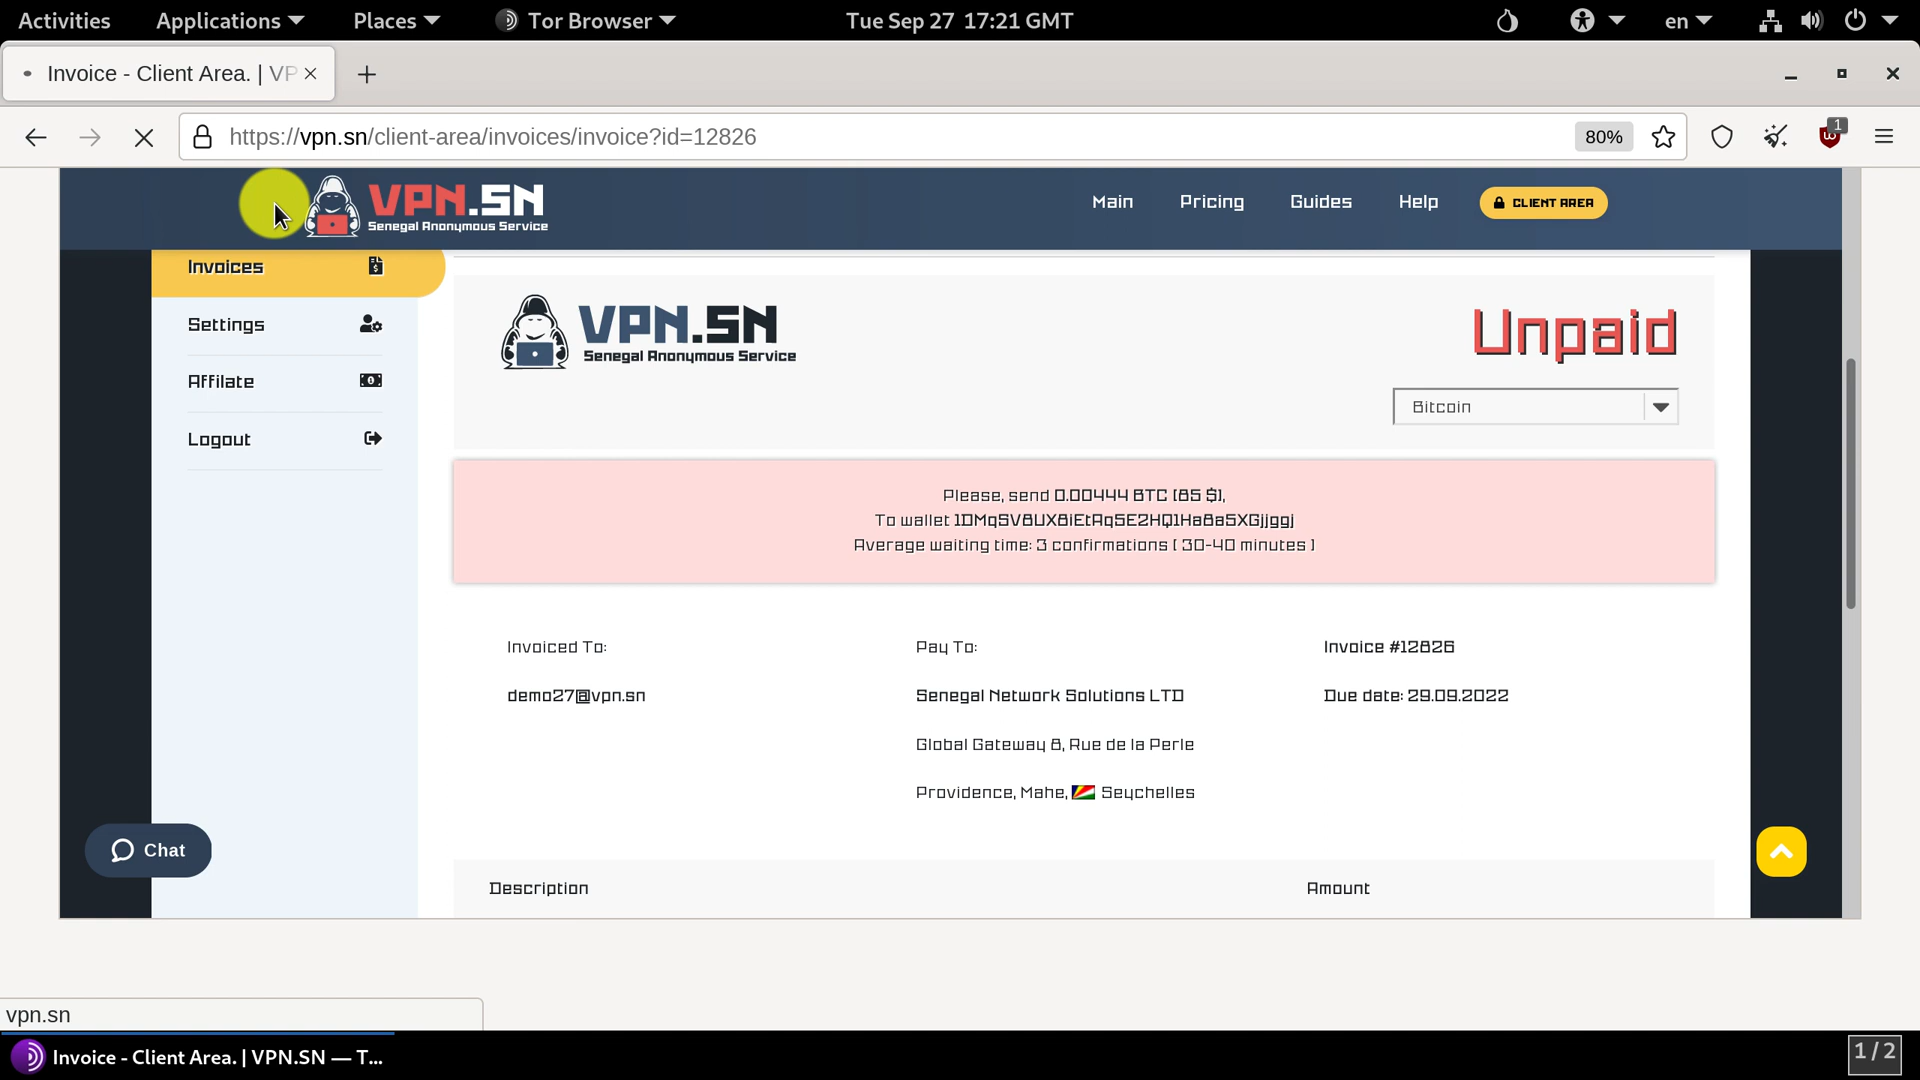 Activities Applications Places Tor Browser Tue Sep 27 17:21 GMT en
Invoice - Client Area. | VP
https://vpn.sn/client-area/invoices/invoice?id=12826 80% 1
VPN.SN
Senegal Anonymous Service
Main Pricing Guides Help CLIENT AREA
Invoices
Settings
Affilate
Logout
VPN.SN
Senegal Anonymous Service
Unpaid
Bitcoin
Please, send 0.00444 BTC (85 $),
To wallet
Average waiting time: 3 confirmations ( 30-40 minutes )
Invoiced To:
demo27@vpn.sn
Pay To:
Senegal Network Solutions LTD
Global Gateway 8, Rue de la Perle
Providence, Mahe, Seychelles
Invoice #12826
Due date: 29.09.2022
Description Amount
Chat
vpn.sn
Invoice - Client Area. | VPN.SN — T...
1/2